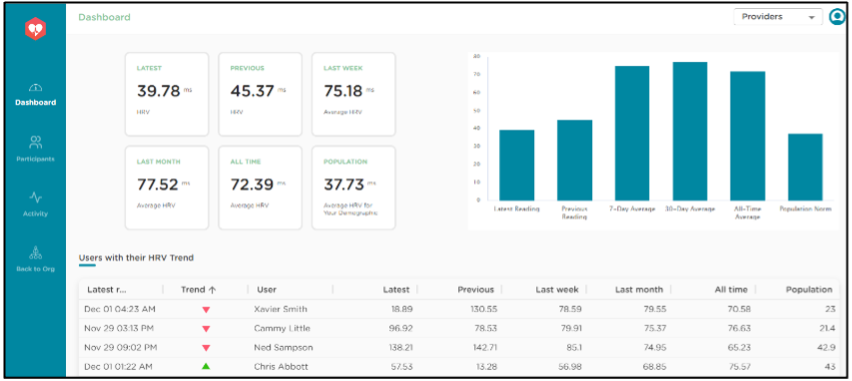 Dashboard
Providers
LATEST
39.78 ms
HRV
PREVIOUS
45.37 ms
HRV
LAST WEEK
75.18 ms
Average HRV
LAST MONTH
77.52 ms
Average HRV
ALL TIME
72.39 ms
Average HRV
POPULATION
37.73 ms
Average HRV for
Your Demographic
80
70
60
50
40
30
20
10
0
Latest Reading
Previous
Reading
7-Day Average
30-Day Average
All-Time
Average
Population Norm
Dashboard
Participants
Activity
Back to Org
Users with their HRV Trend
Latest r... Trend ↑ User Latest Previous Last week Last month All time Population
Dec 01 04:23 AM ▼ Xavier Smith 18.89 130.55 78.59 79.55 70.58 23
Nov 29 03:13 PM ▼ Cammy Little 96.92 78.53 79.91 75.37 76.63 21.4
Nov 29 09:02 PM ▼ Ned Sampson 138.21 142.71 85.1 74.95 65.23 42.9
Dec 01 01:22 AM ▲ Chris Abbott 57.53 13.28 56.98 68.85 75.57 43